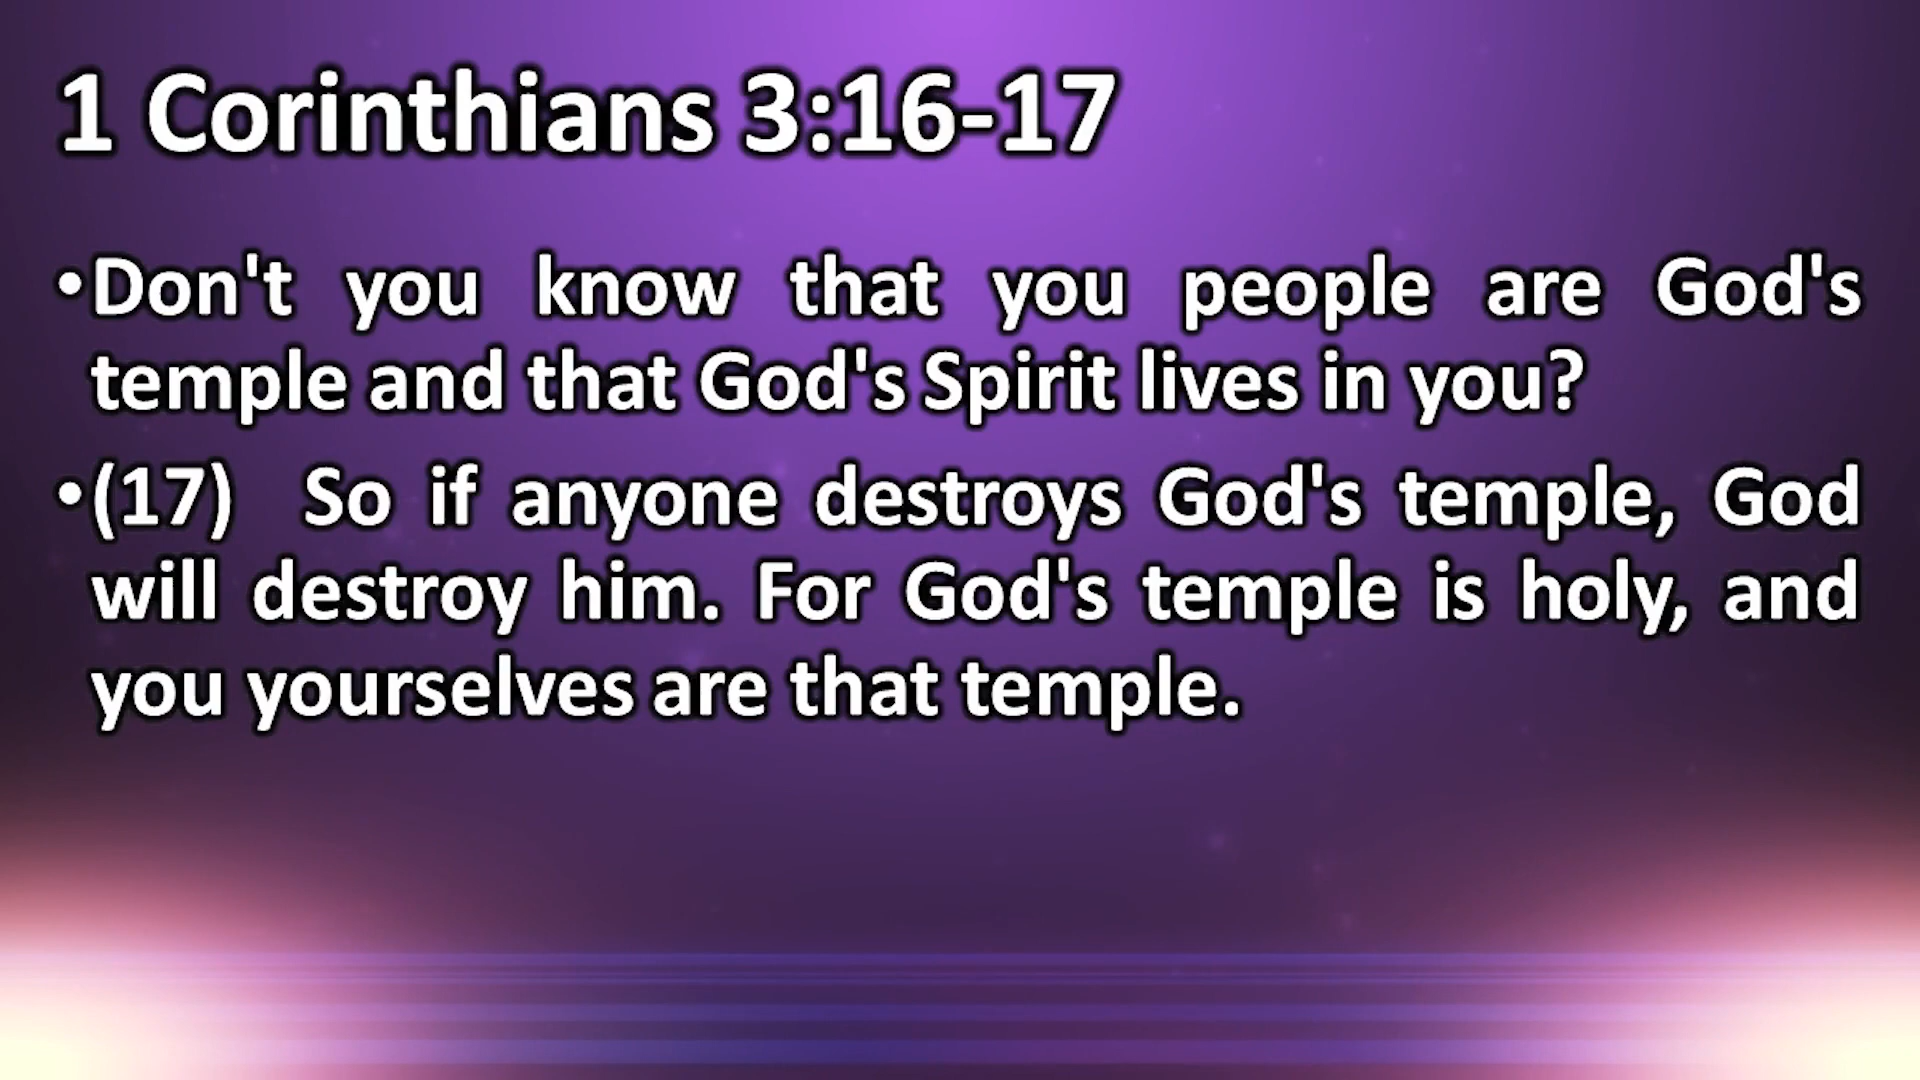 1 Corinthians 3:16-17
•Don't you know that you people are God's
temple and that God's Spirit lives in you?
•(17) So if anyone destroys God's temple, God
will destroy him. For God's temple is holy, and
you yourselves are that temple.